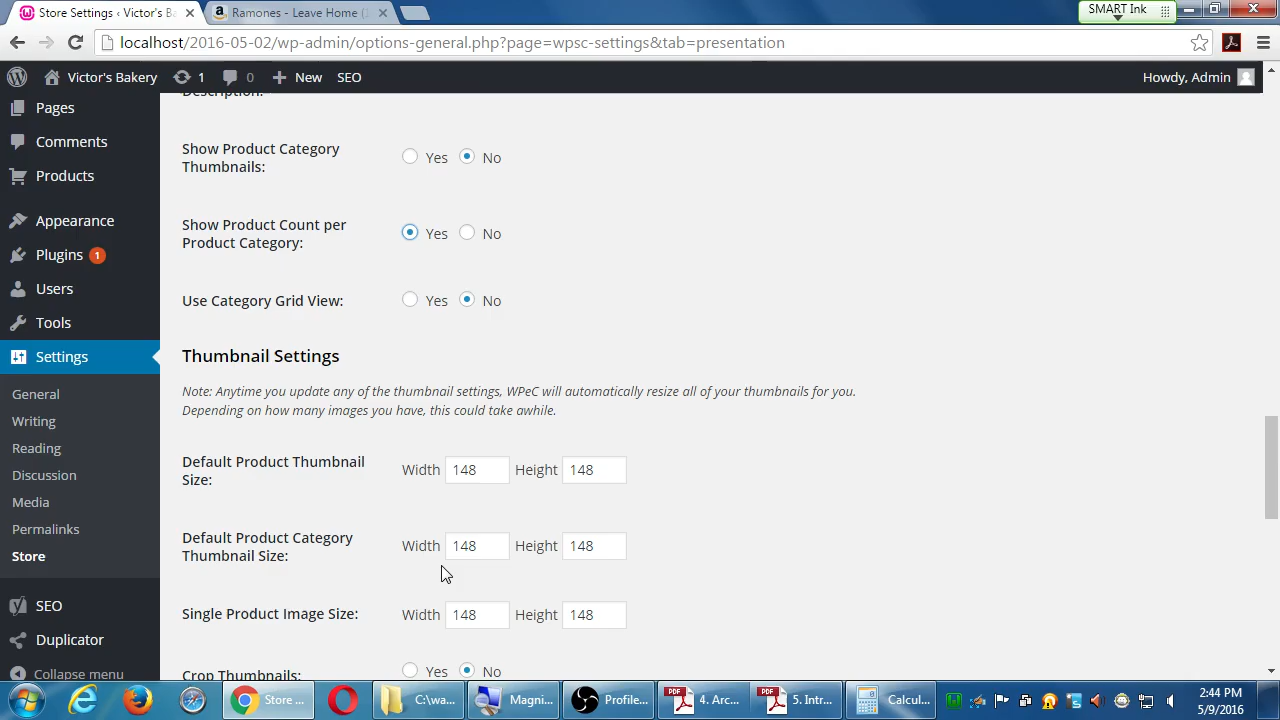 Store Settings ‹ Victor's Ba
Ramones - Leave Home (
SMART Ink
localhost/2016-05-02/wp-admin/options-general.php?page=wpsc-settings&tab=presentation
Victor's Bakery 1 0 New SEO Howdy, Admin
Pages
Comments
Products
Appearance
Plugins 1
Users
Tools
Settings
General
Writing
Reading
Discussion
Media
Permalinks
Store
SEO
Duplicator
Collapse menu
Description:
Show Product Category
Thumbnails:
Yes No
Show Product Count per
Product Category:
Yes No
Use Category Grid View: Yes No
Thumbnail Settings
Note: Anytime you update any of the thumbnail settings, WPeC will automatically resize all of your thumbnails for you.
Depending on how many images you have, this could take awhile.
Default Product Thumbnail
Size:
Width 148 Height 148
Default Product Category
Thumbnail Size:
Width 148 Height 148
Single Product Image Size: Width 148 Height 148
Crop Thumbnails: Yes No
Store ... C:\wa... Magni... Profile... 4. Arc... 5. Intr... Calcul...
PDF PDF
2:44 PM
5/9/2016